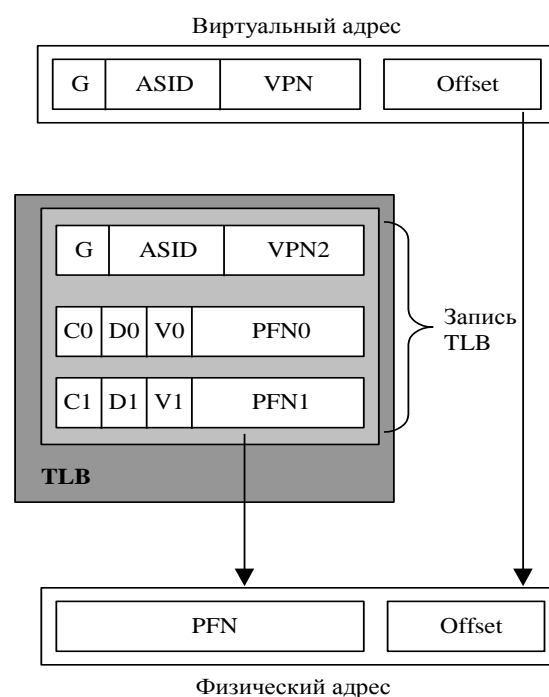 Виртуальный адрес
G ASID VPN Offset
G ASID VPN2
C0 D0 V0 PFN0
C1 D1 V1 PFN1
Запись
TLB
TLB
PFN Offset
Физический адрес